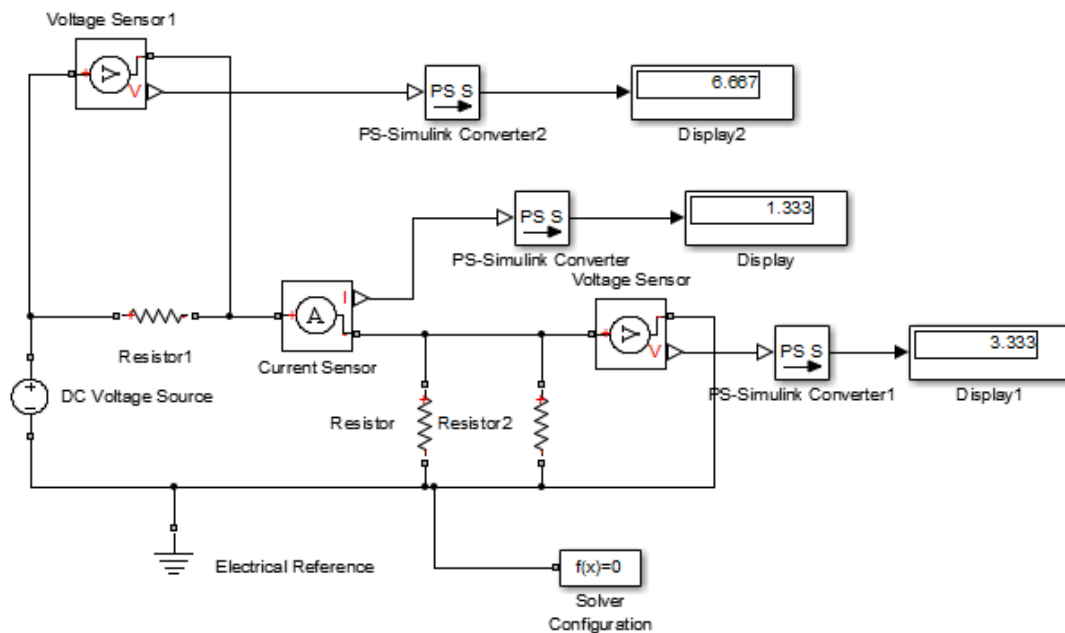 Voltage Sensor1
V
PS S
6.667
PS-Simulink Converter2
Display2
PS S
1.333
PS-Simulink Converter
Display
Voltage Sensor
I
A
V
PS S
3.333
Resistor1
Current Sensor
PS-Simulink Converter1
Display1
DC Voltage Source
Resistor
Resistor2
Electrical Reference
f(x)=0
Solver
Configuration